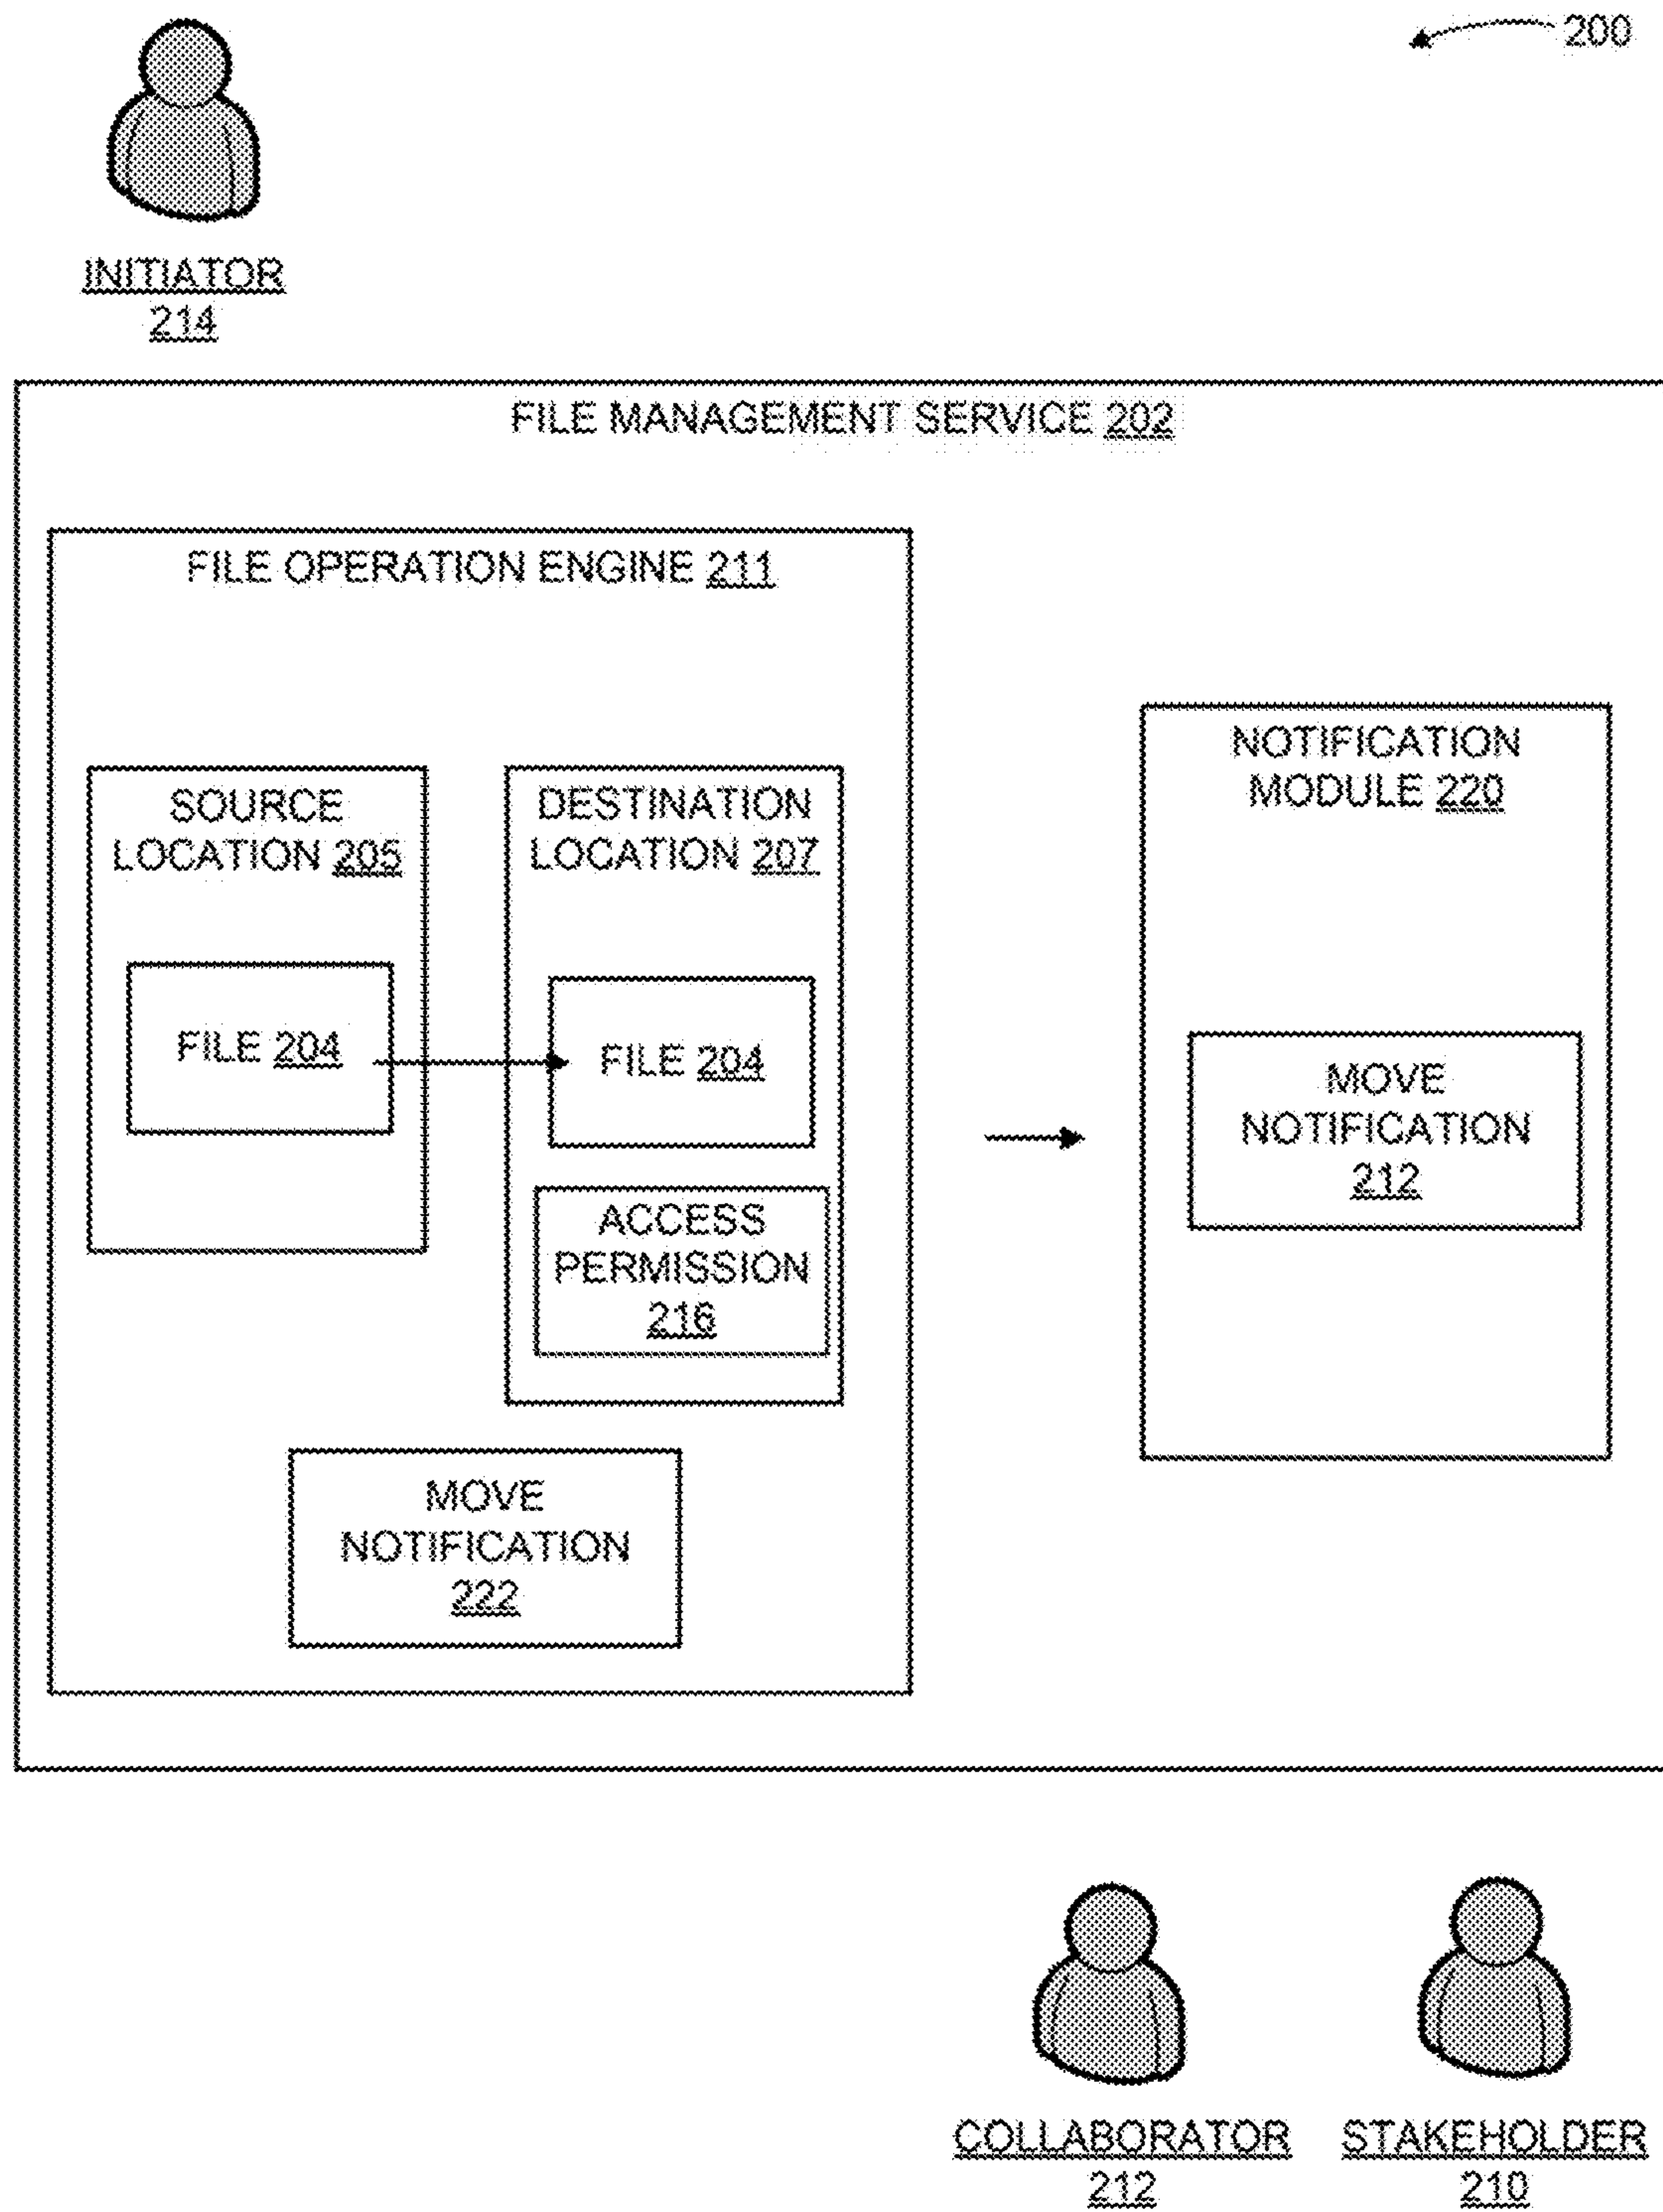 200
INITIATOR
214
FILE MANAGEMENT SERVICE 202
FILE OPERATION ENGINE 211
SOURCE
LOCATION 205
FILE 204
DESTINATION
LOCATION 207
FILE 204
ACCESS
PERMISSION
216
MOVE
NOTIFICATION
222
NOTIFICATION
MODULE 220
MOVE
NOTIFICATION
212
COLLABORATOR
212
STAKEHOLDER
210